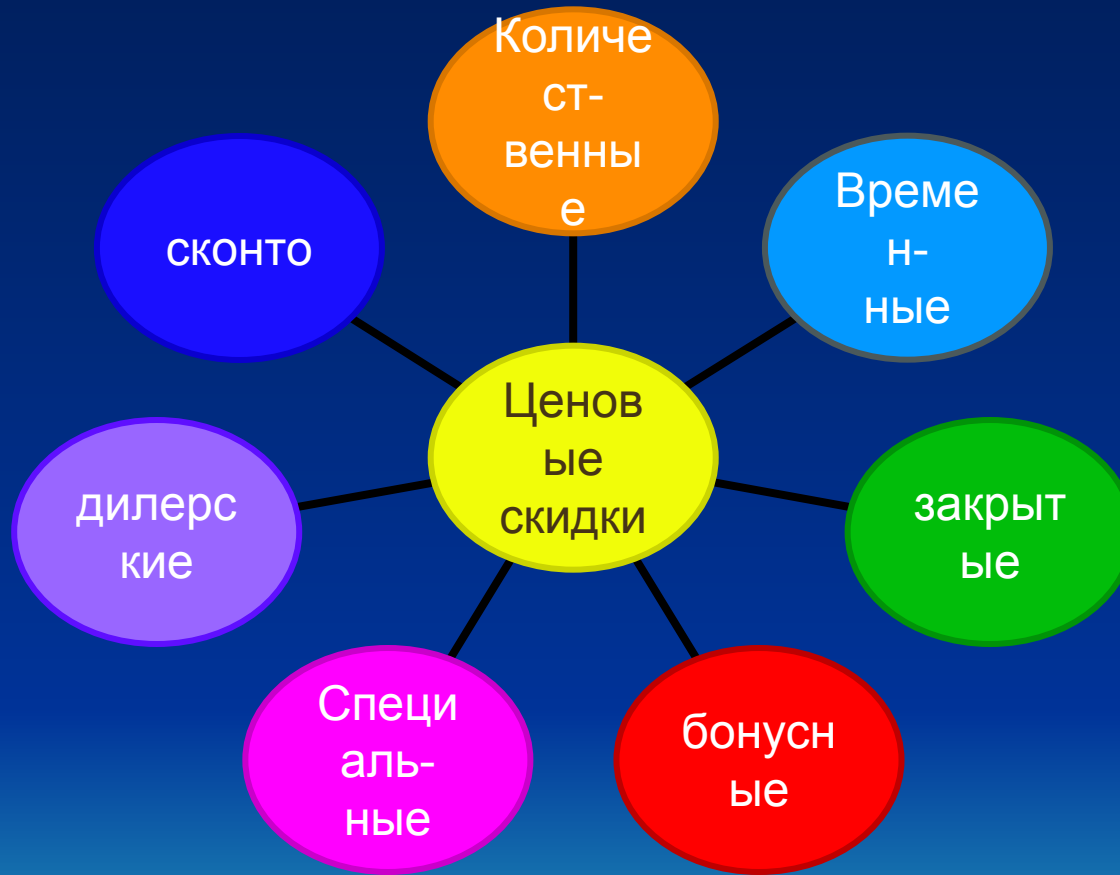 Количе
ст-
венны
е
Време
н-
ные
сконто
Ценов
ые
скидки
дилерс
кие
закрыт
ые
Специ
аль-
ные
бонусн
ые